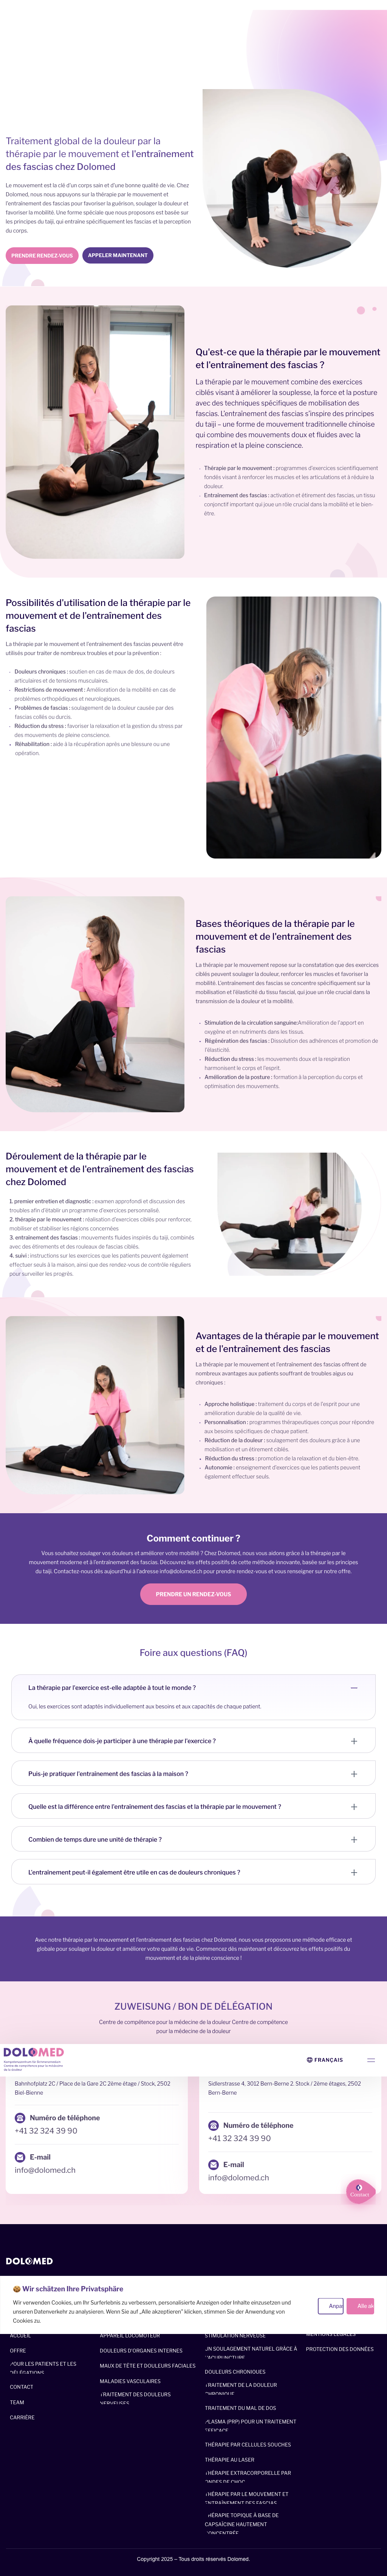 Traitement global de la douleur par la
thérapie par le mouvement et l'entraînement
des fascias chez Dolomed
Le mouvement est la clé d'un corps sain et d'une bonne qualité de vie. Chez
Dolomed, nous nous appuyons sur la thérapie par le mouvement et
l'entraînement des fascias pour favoriser la guérison, soulager la douleur et
favoriser la mobilité. Une forme spéciale que nous proposons est basée sur
les principes du taiji, qui entraîne spécifiquement les fascias et la perception
du corps.
PRENDRE RENDEZ-VOUS
APPELER MAINTENANT
Qu'est-ce que la thérapie par le mouvement
et l'entraînement des fascias ?
La thérapie par le mouvement combine des exercices
ciblés visant à améliorer la souplesse, la force et la posture
avec des techniques spécifiques de mobilisation des
fascias. L'entraînement des fascias s'inspire des principes
du taiji – une forme de mouvement traditionnelle chinoise
qui combine des mouvements doux et fluides avec la
respiration et la pleine conscience.
Thérapie par le mouvement : programmes d'exercices scientifiquement
fondés visant à renforcer les muscles et les articulations et à réduire la
douleur.
Entraînement des fascias : activation et étirement des fascias, un tissu
conjonctif important qui joue un rôle crucial dans la mobilité et le bien-
être.
Possibilités d'utilisation de la thérapie par le
mouvement et de l'entraînement des
fascias
La thérapie par le mouvement et l'entraînement des fascias peuvent être
utilisés pour traiter de nombreux troubles et pour la prévention :
Douleurs chroniques : soutien en cas de maux de dos, de douleurs
articulaires et de tensions musculaires.
Restrictions de mouvement : Amélioration de la mobilité en cas de
problèmes orthopédiques et neurologiques.
Problèmes de fascias : soulagement de la douleur causée par des
fascias collés ou durcis.
Réduction du stress : favoriser la relaxation et la gestion du stress par
des mouvements de pleine conscience.
Réhabilitation : aide à la récupération après une blessure ou une
opération.
Bases théoriques de la thérapie par le
mouvement et de l'entraînement des
fascias
La thérapie par le mouvement repose sur la constatation que des exercices
ciblés peuvent soulager la douleur, renforcer les muscles et favoriser la
mobilité. L'entraînement des fascias se concentre spécifiquement sur la
mobilisation et l'élasticité du tissu fascial, qui joue un rôle crucial dans la
transmission de la douleur et la mobilité.
Stimulation de la circulation sanguine:Amélioration de l'apport en
oxygène et en nutriments dans les tissus.
Régénération des fascias : Dissolution des adhérences et promotion de
l'élasticité.
Réduction du stress : les mouvements doux et la respiration
harmonisent le corps et l'esprit.
Amélioration de la posture : formation à la perception du corps et
optimisation des mouvements.
Déroulement de la thérapie par le
mouvement et de l'entraînement des fascias
chez Dolomed
1. premier entretien et diagnostic : examen approfondi et discussion des
troubles afin d'établir un programme d'exercices personnalisé.
2. thérapie par le mouvement : réalisation d'exercices ciblés pour renforcer,
mobiliser et stabiliser les régions concernées
3. entraînement des fascias : mouvements fluides inspirés du taiji, combinés
avec des étirements et des rouleaux de fascias ciblés.
4. suivi : instructions sur les exercices que les patients peuvent également
effectuer seuls à la maison, ainsi que des rendez-vous de contrôle réguliers
pour surveiller les progrès.
Avantages de la thérapie par le mouvement
et de l'entraînement des fascias
La thérapie par le mouvement et l'entraînement des fascias offrent de
nombreux avantages aux patients souffrant de troubles aigus ou
chroniques :
Approche holistique : traitement du corps et de l'esprit pour une
amélioration durable de la qualité de vie.
Personnalisation : programmes thérapeutiques conçus pour répondre
aux besoins spécifiques de chaque patient.
Réduction de la douleur : soulagement des douleurs grâce à une
mobilisation et un étirement ciblés.
Réduction du stress : promotion de la relaxation et du bien-être.
Autonomie : enseignement d'exercices que les patients peuvent
également effectuer seuls.
Comment continuer ?
Vous souhaitez soulager vos douleurs et améliorer votre mobilité ? Chez Dolomed, nous vous aidons grâce à la thérapie par le
mouvement moderne et à l'entraînement des fascias. Découvrez les effets positifs de cette méthode innovante, basée sur les principes
du taiji. Contactez-nous dès aujourd'hui à l'adresse info@dolomed.ch pour prendre rendez-vous et vous renseigner sur notre offre.
PRENDRE UN RENDEZ-VOUS
Foire aux questions (FAQ)
La thérapie par l'exercice est-elle adaptée à tout le monde ?
Oui, les exercices sont adaptés individuellement aux besoins et aux capacités de chaque patient.
À quelle fréquence dois-je participer à une thérapie par l'exercice ?
Puis-je pratiquer l'entraînement des fascias à la maison ?
Quelle est la différence entre l'entraînement des fascias et la thérapie par le mouvement ?
Combien de temps dure une unité de thérapie ?
L'entraînement peut-il également être utile en cas de douleurs chroniques ?
Avec notre thérapie par le mouvement et l'entraînement des fascias chez Dolomed, nous vous proposons une méthode efficace et
globale pour soulager la douleur et améliorer votre qualité de vie. Commencez dès maintenant et découvrez les effets positifs du
mouvement et de la pleine conscience !
ZUWEISUNG / BON DE DÉLÉGATION
Centre de compétence pour la médecine de la douleur Centre de compétence
pour la médecine de la douleur
DOLOMED
FRANÇAIS
Bahnhofplatz 2C / Place de la Gare 2C 2ème étage / Stock, 2502
Biel-Bienne
Numéro de téléphone
+41 32 324 39 90
E-mail
info@dolomed.ch
Sidlerstrasse 4, 3012 Bern-Berne 2. Stock / 2ème étages, 2502
Bern-Berne
Numéro de téléphone
+41 32 324 39 90
E-mail
info@dolomed.ch
Contact
DOLOMED
🍪 Wir schätzen Ihre Privatsphäre
Wir verwenden Cookies, um Ihr Surferlebnis zu verbessern, personalisierte Anzeigen oder Inhalte einzusetzen und
unseren Datenverkehr zu analysieren. Wenn Sie auf „Alle akzeptieren" klicken, stimmen Sie der Anwendung von
Cookies zu.
ACCUEIL
OFFRE
POUR LES PATIENTS ET LES
DÉLÉGATIONS
CONTACT
TEAM
CARRIÈRE
APPAREIL LOCOMOTEUR
DOULEURS D'ORGANES INTERNES
MAUX DE TÊTE ET DOULEURS FACIALES
MALADIES VASCULAIRES
TRAITEMENT DES DOULEURS
NERVEUSES
STIMULATION NERVEUSE
UN SOULAGEMENT NATUREL GRÂCE À
L'ACUPUNCTURE
DOULEURS CHRONIQUES
TRAITEMENT DE LA DOULEUR
CHRONIQUE
TRAITEMENT DU MAL DE DOS
PLASMA (PRP) POUR UN TRAITEMENT
EFFICACE
THÉRAPIE PAR CELLULES SOUCHES
THÉRAPIE AU LASER
THÉRAPIE EXTRACORPORELLE PAR
ONDES DE CHOC
THÉRAPIE PAR LE MOUVEMENT ET
ENTRAÎNEMENT DES FASCIAS
THÉRAPIE TOPIQUE À BASE DE
CAPSAÏCINE HAUTEMENT
CONCENTRÉE
MENTIONS LÉGALES
PROTECTION DES DONNÉES
Copyright 2025 – Tous droits réservés Dolomed.